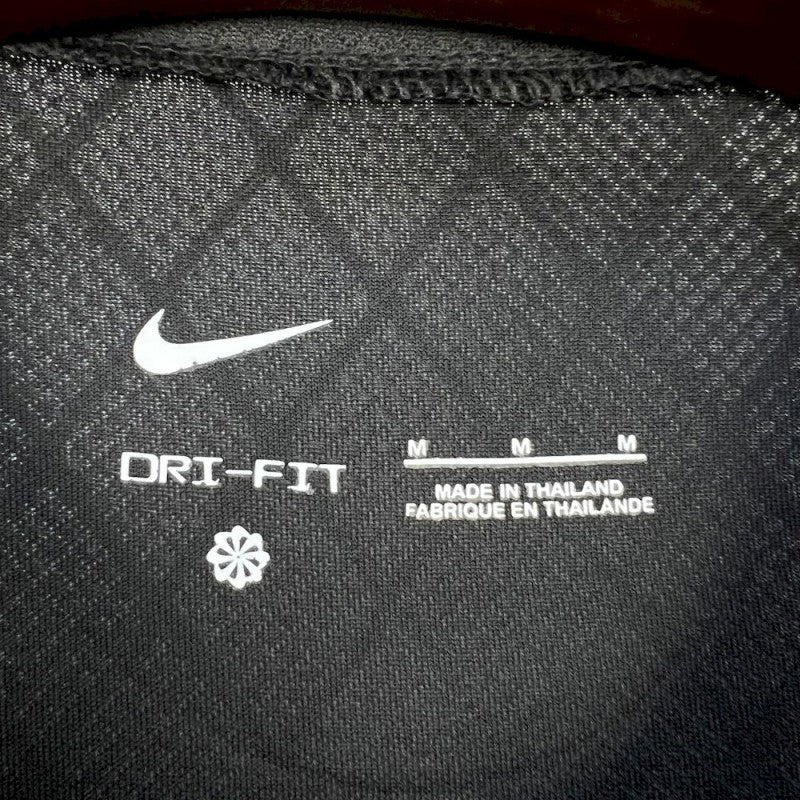 DRI-FIT
M M M
MADE IN THAILAND
FABRIQUE EN THAILANDE